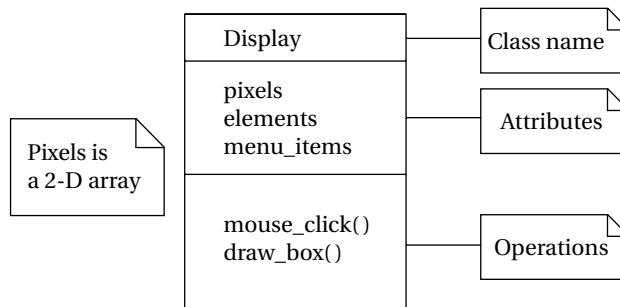 Display
Class name
pixels
elements
menu_items
Attributes
Pixels is
a 2-D array
mouse_click()
draw_box()
Operations